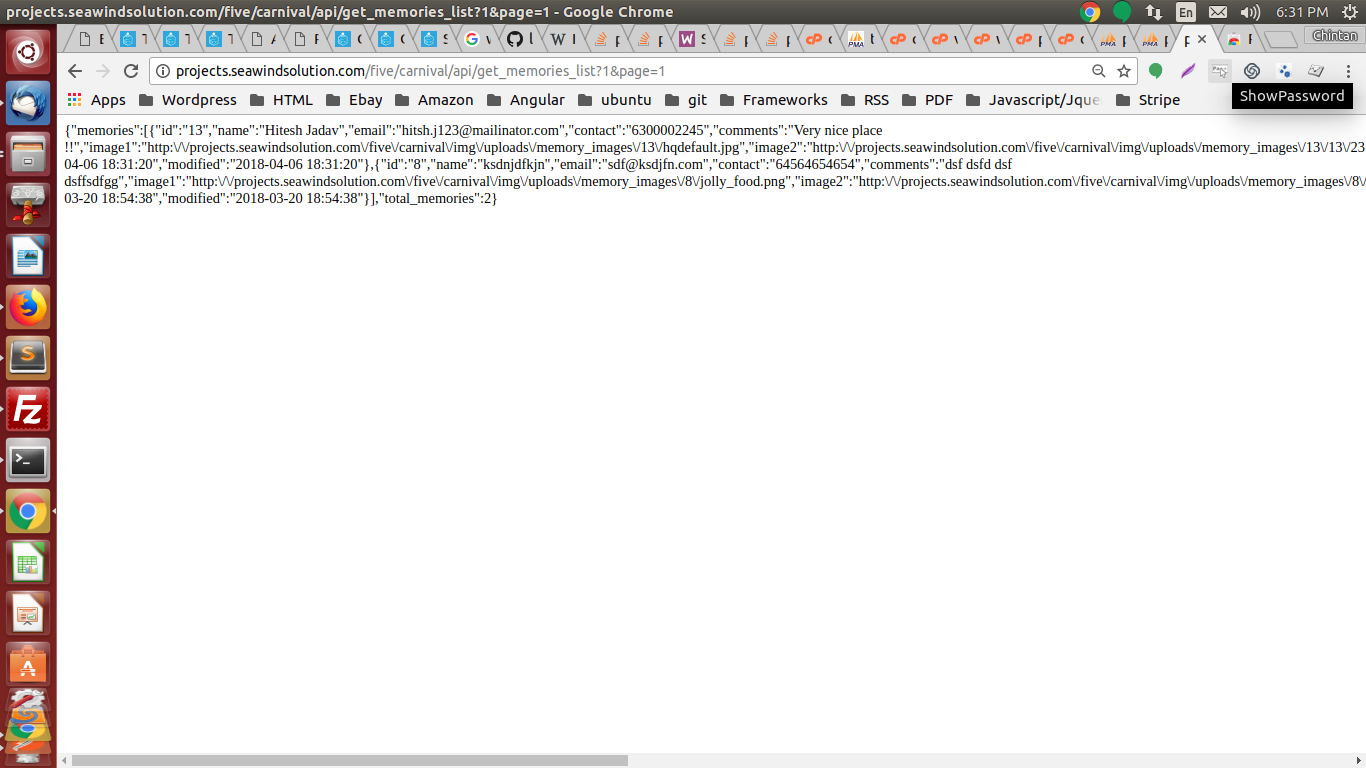 projects.seawindsolution.com/five/carnival/api/get_memories_list?1&page=1 - Google Chrome
En
6:31 PM
Chintan
projects.seawindsolution.com/five/carnival/api/get_memories_list?1&page=1
Apps Wordpress HTML Ebay Amazon Angular ubuntu git Frameworks RSS PDF Javascript/Jque Stripe
ShowPassword
{"memories":[{"id":"13","name":"Hitesh Jadav","email":"hitsh.j123@mailinator.com","contact":"6300002245","comments":"Very nice place
!!","image1":"http:\/\/projects.seawindsolution.com\/five\/carnival\/img\/uploads\/memory_images\/13\/hqdefault.jpg","image2":"http:\/\/projects.seawindsolution.com\/five\/carnival\/img\/uploads\/memory_images\/13\/13\/23
04-06 18:31:20","modified":"2018-04-06 18:31:20"},{"id":"8","name":"ksdnjdfkjn","email":"sdf@ksdjfn.com","contact":"64564654654","comments":"dsf dsfd dsf
dsffsdfgg","image1":"http:\/\/projects.seawindsolution.com\/five\/carnival\/img\/uploads\/memory_images\/8\/jolly_food.png","image2":"http:\/\/projects.seawindsolution.com\/five\/carnival\/img\/uploads\/memory_images\/8\/
03-20 18:54:38","modified":"2018-03-20 18:54:38"}],"total_memories":2}